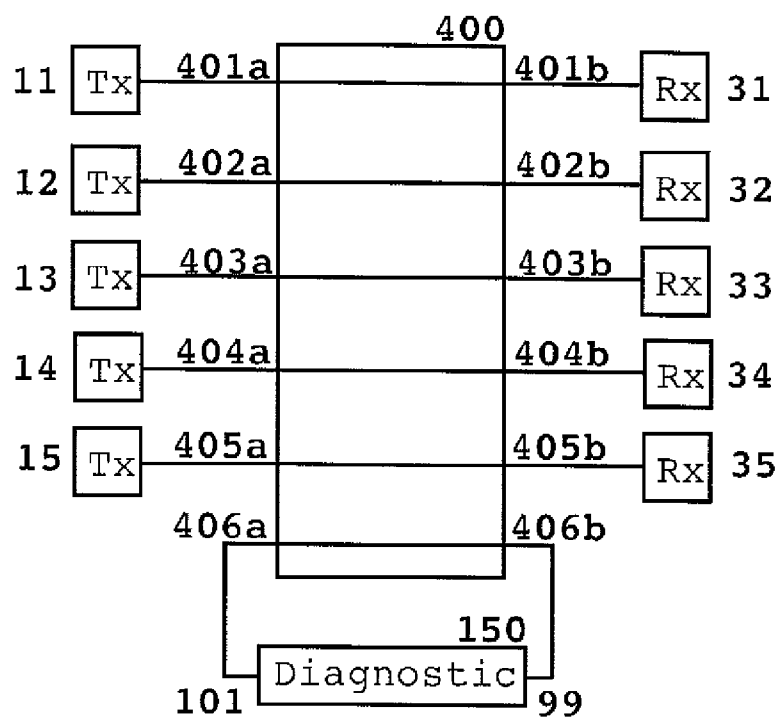 400
11 Tx 401a 401b Rx 31
12 Tx 402a 402b Rx 32
13 Tx 403a 403b Rx 33
14 Tx 404a 404b Rx 34
15 Tx 405a 405b Rx 35
406a 406b
150
Diagnostic
101 99